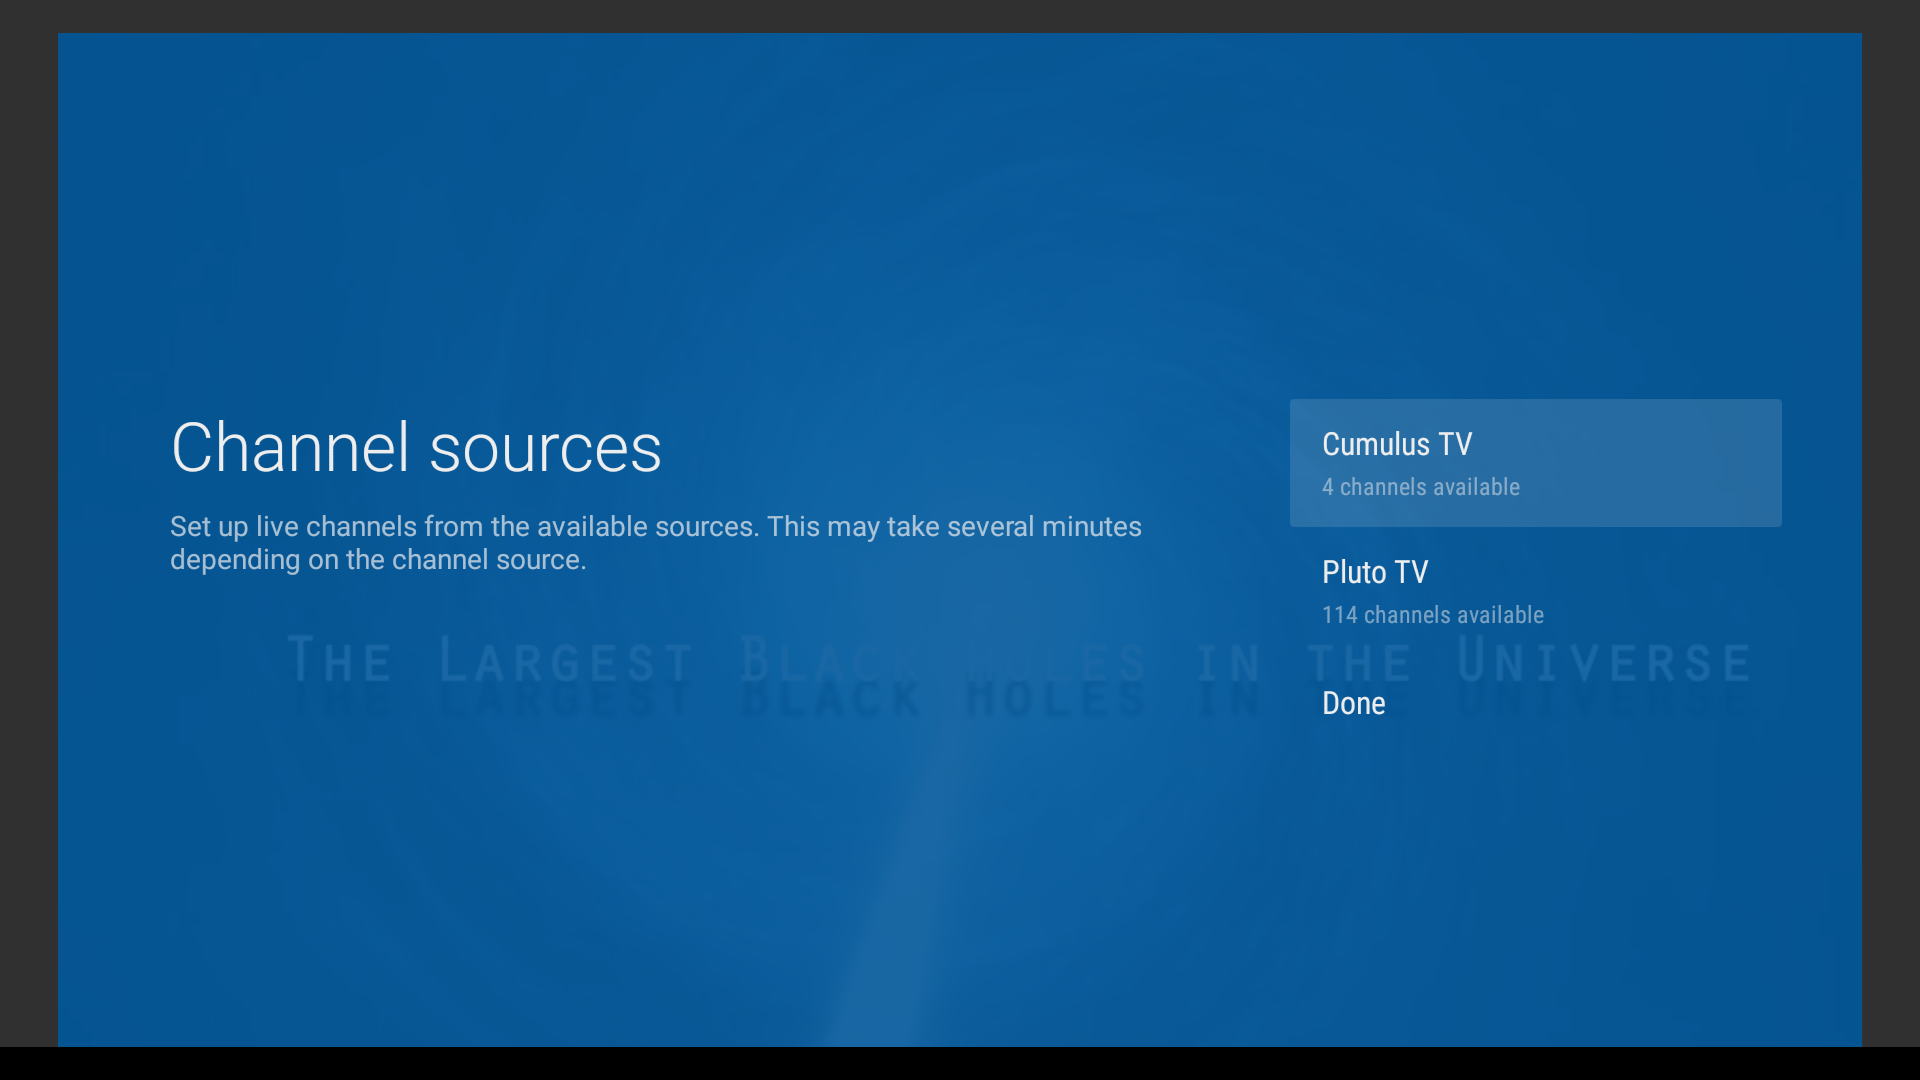 Channel sources
Set up live channels from the available sources. This may take several minutes
depending on the channel source.
Cumulus TV
4 channels available
Pluto TV
114 channels available
The Largest Black Holes in the Universe
Done